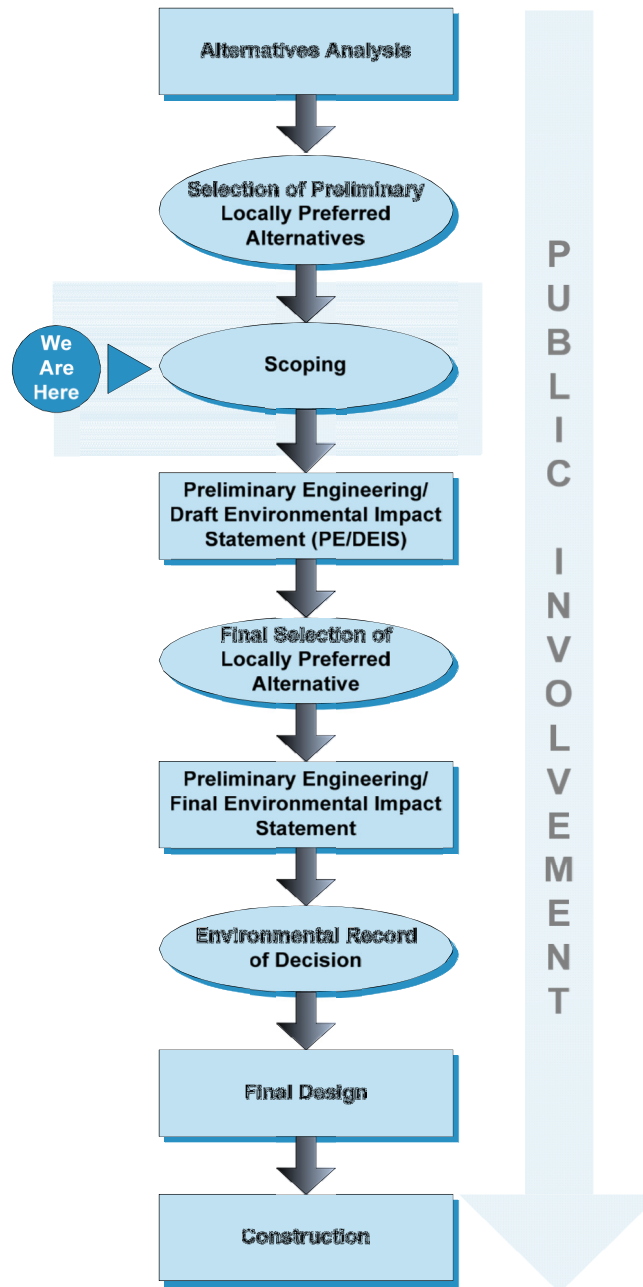 Alternatives Analysis
Selection of Preliminary
Locally Preferred
Alternatives
We
Are
Here
Scoping
Preliminary Engineering/
Draft Environmental Impact
Statement (PE/DEIS)
Final Selection of
Locally Preferred
Alternative
Preliminary Engineering/
Final Environmental Impact
Statement
Environmental Record
of Decision
Final Design
Construction
PUBLIC INVOLVEMENT